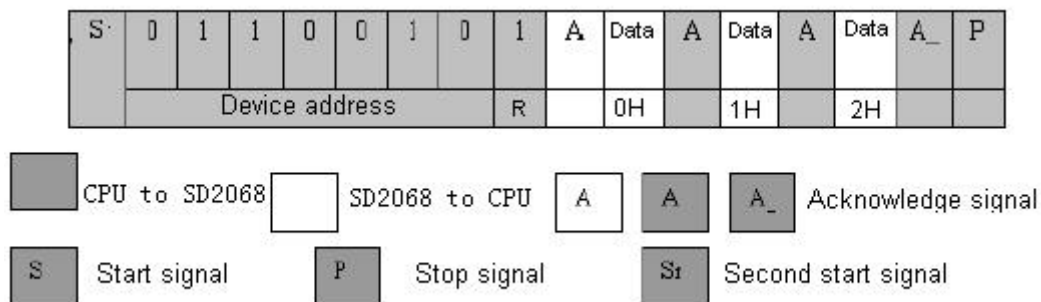 S 0 1 1 0 0 1 0 1 A Data A Data A Data A_ P
Device address R 0H 1H 2H
CPU to SD2068 SD2068 to CPU A A A_ Acknowledge signal
S Start signal P Stop signal Sr Second start signal